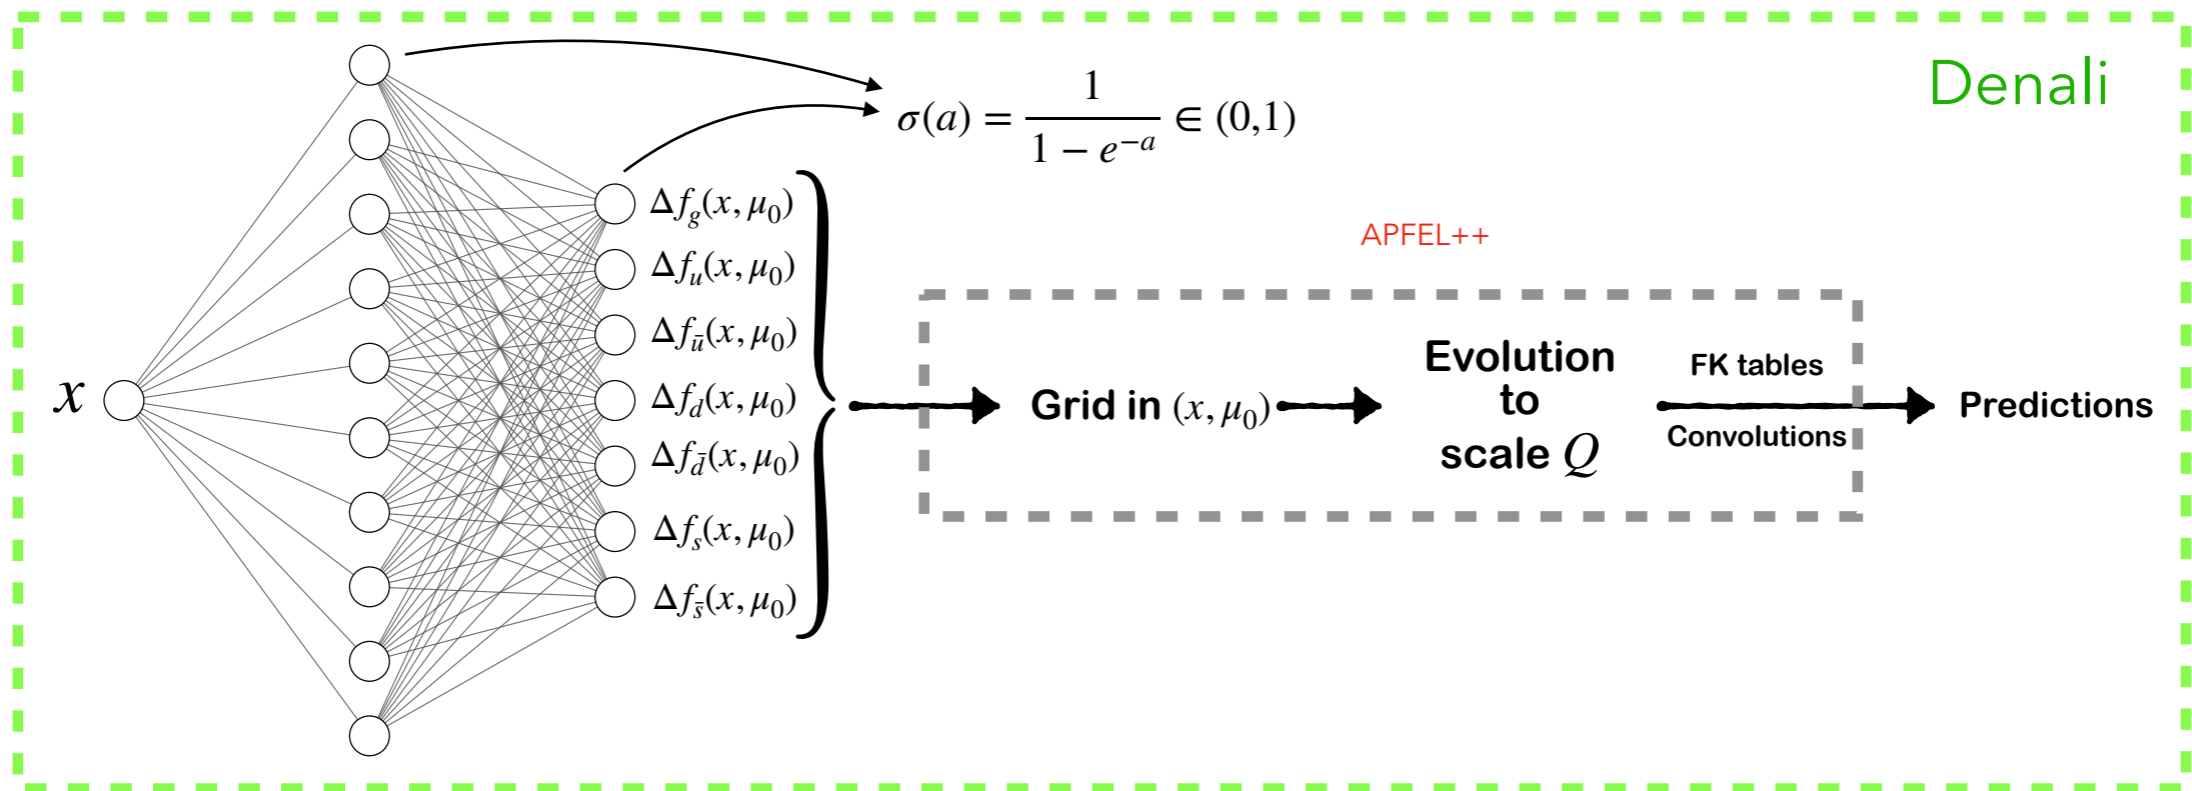 Denali
σ(a) = 1 / (1 − e^{−a}) ∈ (0,1)
x
Δf_g(x, μ_0)
Δf_u(x, μ_0)
Δf_ū(x, μ_0)
Δf_d(x, μ_0)
Δf_d̄(x, μ_0)
Δf_s(x, μ_0)
Δf_s̄(x, μ_0)
APFEL++
Grid in (x, μ_0)
Evolution
to
scale Q
FK tables
Convolutions
Predictions